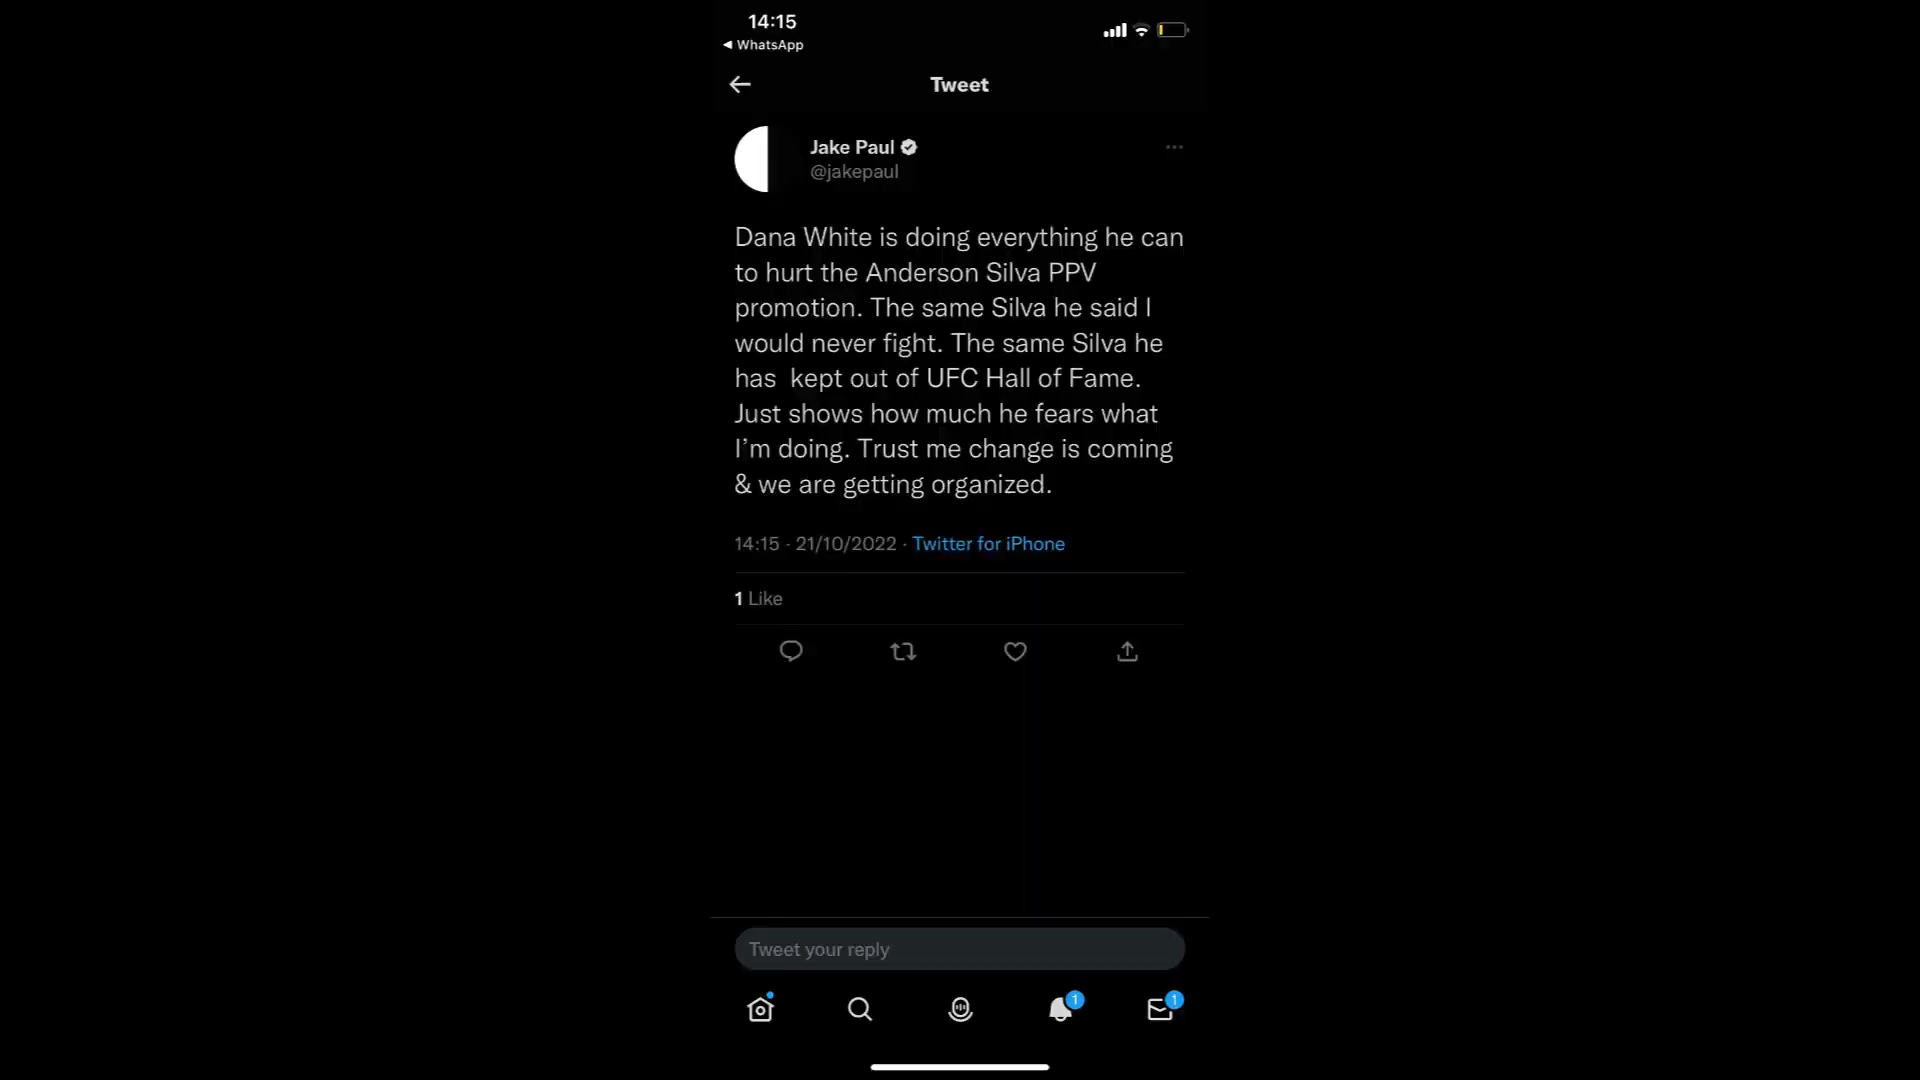 14:15
◀ WhatsApp
Tweet
Jake Paul
@jakepaul
Dana White is doing everything he can
to hurt the Anderson Silva PPV
promotion. The same Silva he said I
would never fight. The same Silva he
has  kept out of UFC Hall of Fame.
Just shows how much he fears what
I’m doing. Trust me change is coming
& we are getting organized.
14:15 · 21/10/2022 · Twitter for iPhone
1 Like
Tweet your reply
1
1